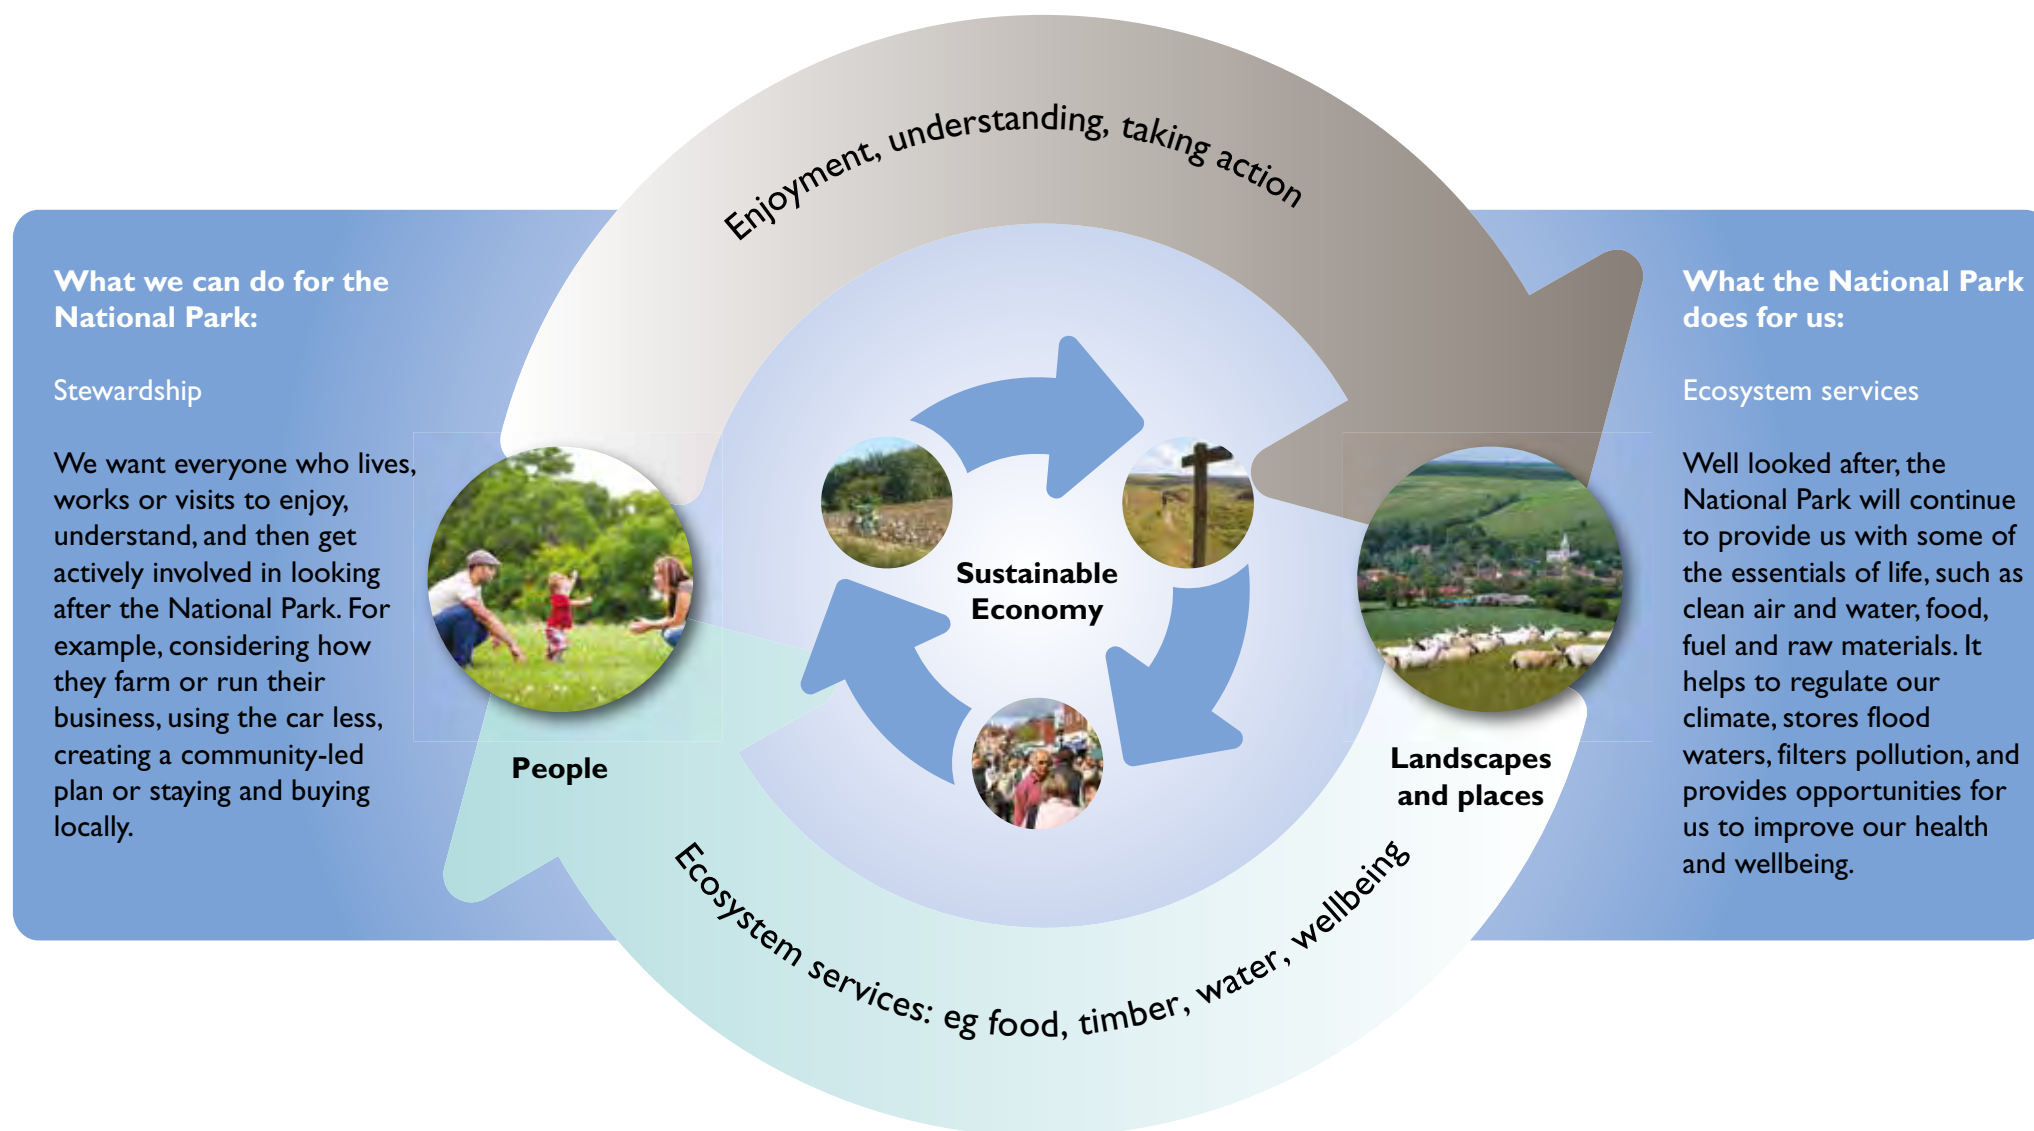 Enjoyment, understanding, taking action
What we can do for the
National Park:
Stewardship
We want everyone who lives,
works or visits to enjoy,
understand, and then get
actively involved in looking
after the National Park. For
example, considering how
they farm or run their
business, using the car less,
creating a community-led
plan or staying and buying
locally.
People
Sustainable
Economy
Landscapes
and places
What the National Park
does for us:
Ecosystem services
Well looked after, the
National Park will continue
to provide us with some of
the essentials of life, such as
clean air and water, food,
fuel and raw materials. It
helps to regulate our
climate, stores flood
waters, filters pollution, and
provides opportunities for
us to improve our health
and wellbeing.
Ecosystem services: eg food, timber, water, wellbeing